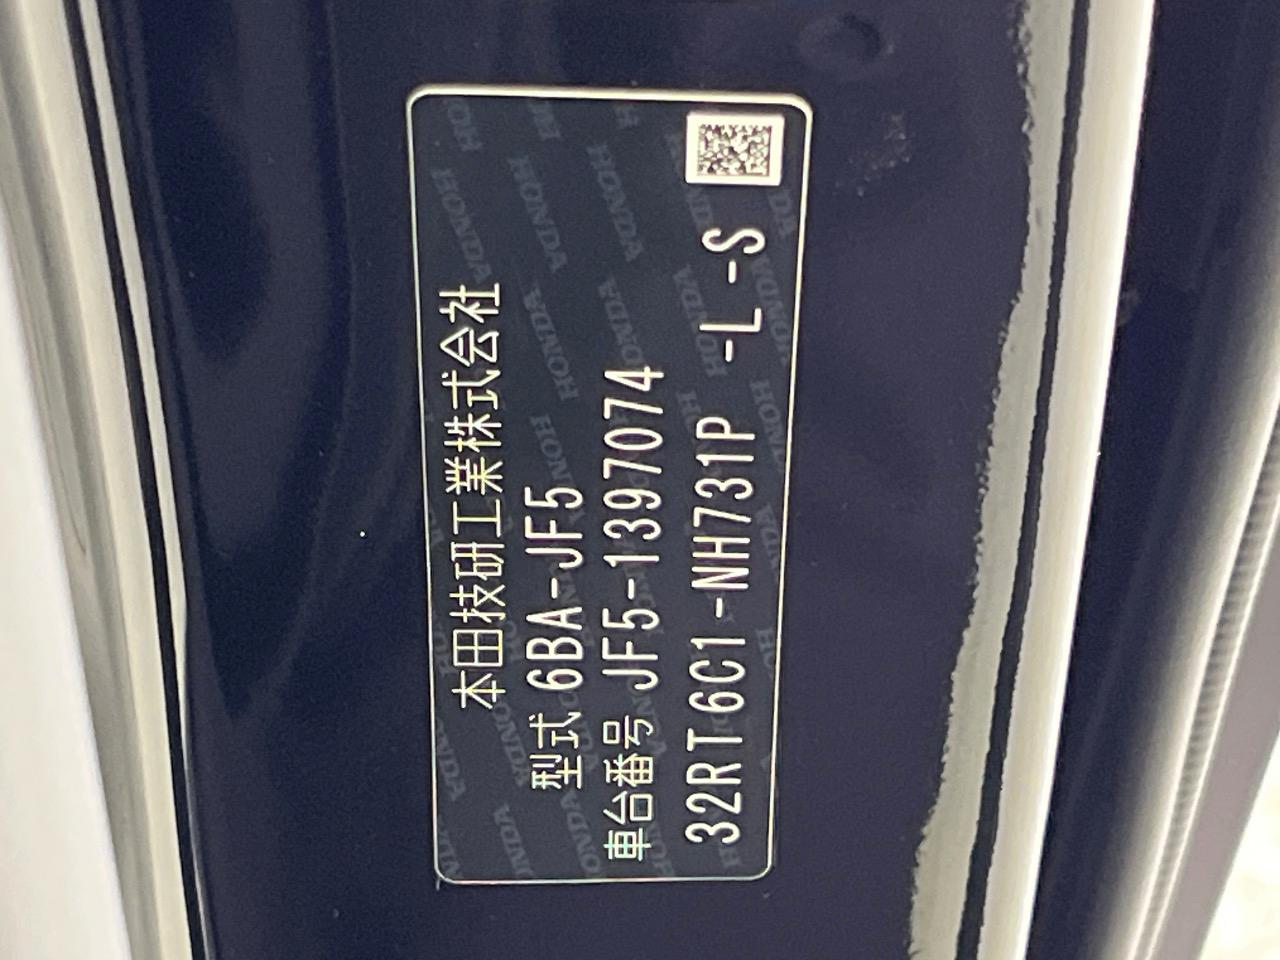 本田技研工業株式会社
型式 6BA-JF5
車台番号 JF5-1397074
32RT6C1-NH731P -L -S